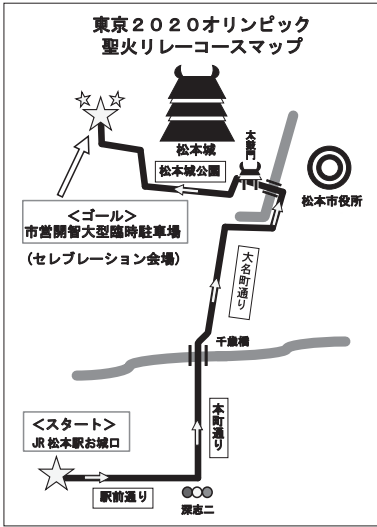 東京２０２０オリンピック
聖火リレーコースマップ
松本城
太鼓門
松本城公園
松本市役所
＜ゴール＞
市営開智大型臨時駐車場
（セレブレーション会場）
大名町通り
千歳橋
＜スタート＞
JR 松本駅お城口
本町通り
駅前通り
深志二